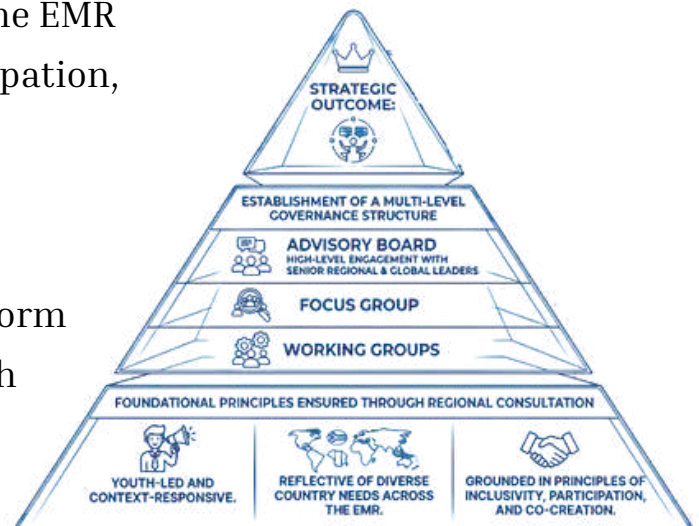 ne EMR
pation,
orm
h
STRATEGIC
OUTCOME:
ESTABLISHMENT OF A MULTI-LEVEL
GOVERNANCE STRUCTURE
ADVISORY BOARD
HIGH-LEVEL ENGAGEMENT WITH
SENIOR REGIONAL & GLOBAL LEADERS
FOCUS GROUP
WORKING GROUPS
FOUNDATIONAL PRINCIPLES ENSURED THROUGH REGIONAL CONSULTATION
YOUTH-LED AND
CONTEXT-RESPONSIVE.
REFLECTIVE OF DIVERSE
COUNTRY NEEDS ACROSS
THE EMR.
GROUNDED IN PRINCIPLES OF
INCLUSIVITY, PARTICIPATION,
AND CO-CREATION.